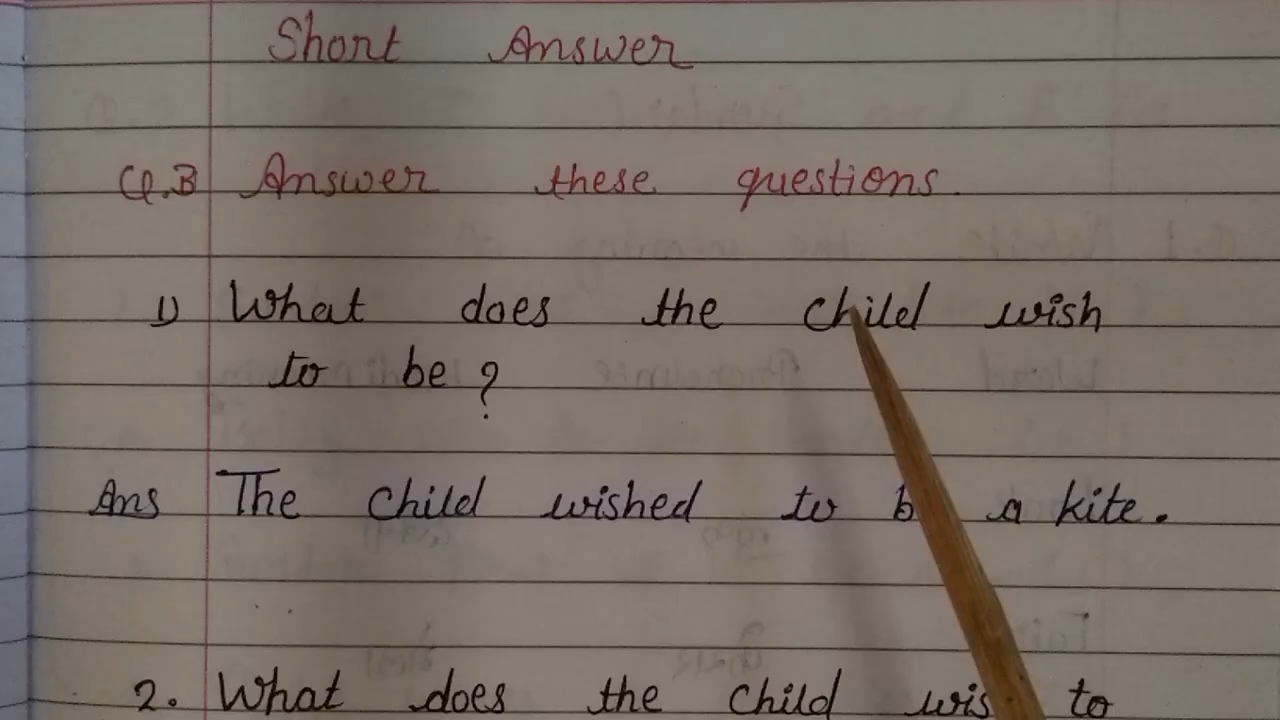 Short Answer
Q.B Answer these questions.
1) What does the child wish
to be?
Ans The child wished to b a kite.
2. What does the child wis to